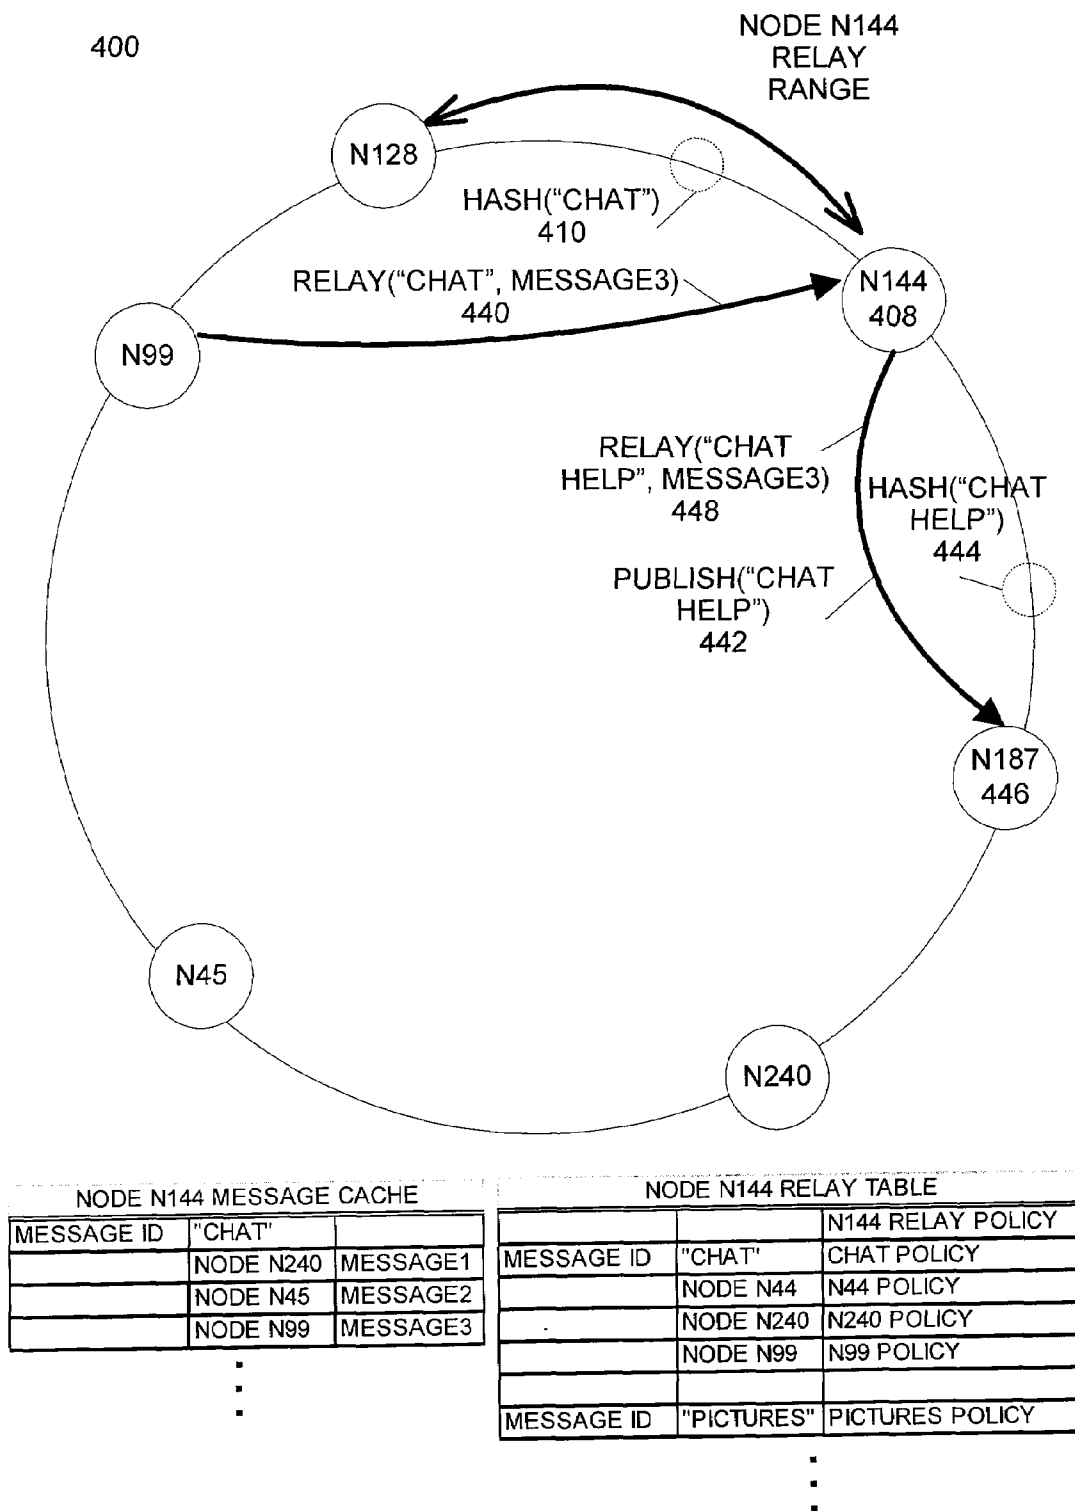 400
NODE N144
RELAY
RANGE
N128
HASH("CHAT")
410
RELAY("CHAT", MESSAGE3)
440
N144
408
N99
RELAY("CHAT
HELP", MESSAGE3)
448
HASH("CHAT
HELP")
444
PUBLISH("CHAT
HELP")
442
N187
446
N45
N240
NODE N144 MESSAGE CACHE
MESSAGE ID "CHAT"
NODE N240 MESSAGE1
NODE N45 MESSAGE2
NODE N99 MESSAGE3
NODE N144 RELAY TABLE
N144 RELAY POLICY
MESSAGE ID "CHAT" CHAT POLICY
NODE N44 N44 POLICY
NODE N240 N240 POLICY
NODE N99 N99 POLICY
MESSAGE ID "PICTURES" PICTURES POLICY